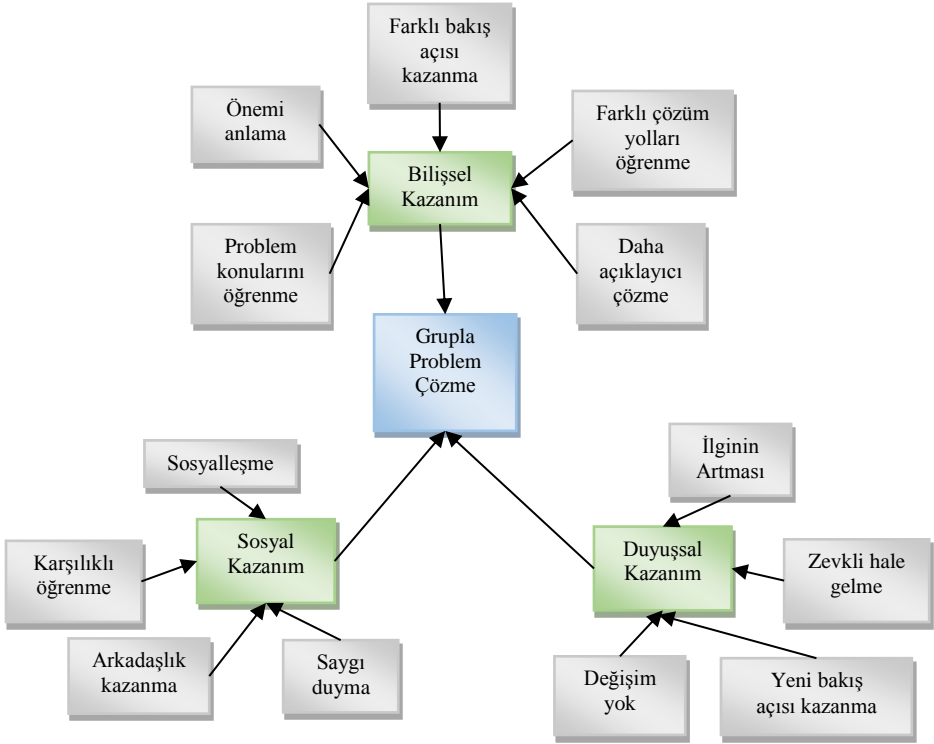 Farklı bakış
açısı
kazanma
Önemi
anlama
Farklı çözüm
yolları
öğrenme
Bilişsel
Kazanım
Problem
konularını
öğrenme
Daha
açıklayıcı
çözme
Grupla
Problem
Çözme
Sosyalleşme
İlginin
Artması
Sosyal
Kazanım
Duyuşsal
Kazanım
Karşılıklı
öğrenme
Zevkli hale
gelme
Arkadaşlık
kazanma
Saygı
duyma
Değişim
yok
Yeni bakış
açısı kazanma